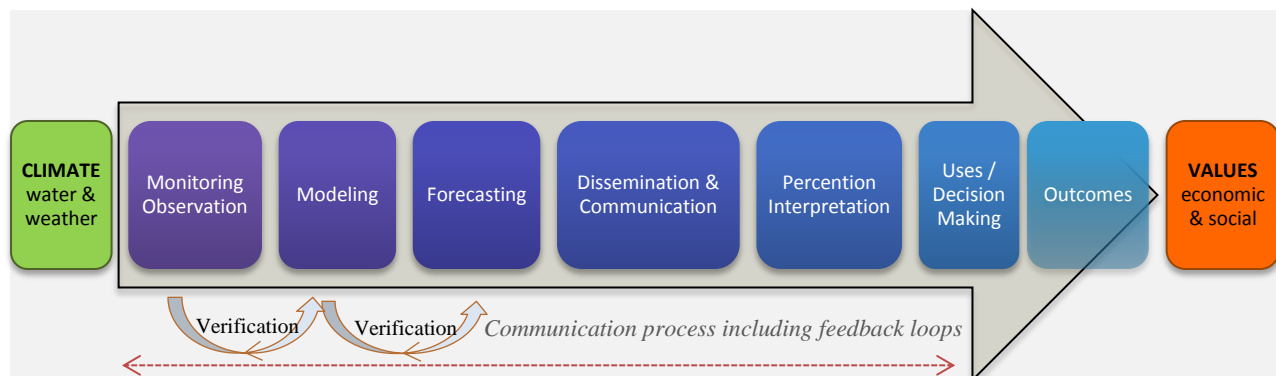 CLIMATE
water &
weather
Monitoring
Observation
Modeling
Forecasting
Dissemination &
Communication
Percention
Interpretation
Uses /
Decision
Making
Outcomes
VALUES
economic
& social
Verification
Verification
Communication process including feedback loops